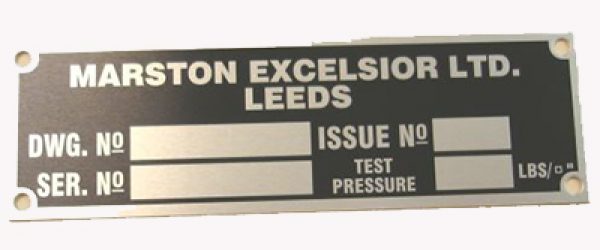 MARSTON EXCELSIOR LTD.
LEEDS
DWG. Nº ISSUE Nº
SER. Nº TEST PRESSURE LBS/□"